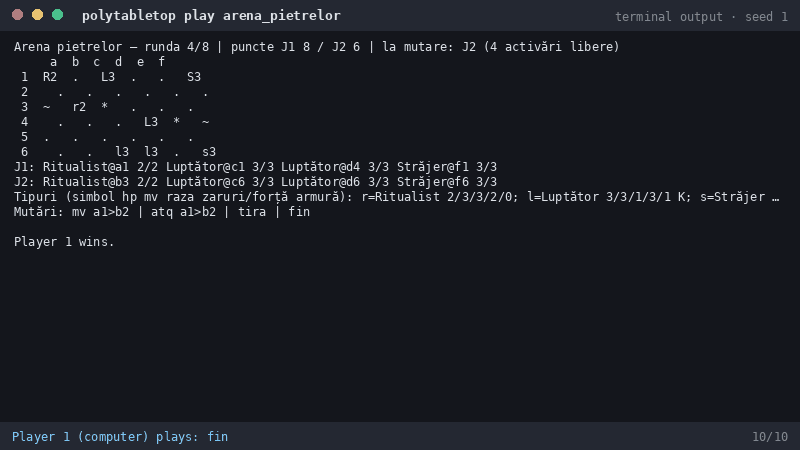 polytabletop play arena_pietrelor
terminal output · seed 1
Arena pietrelor — runda 4/8 | puncte J1 8 / J2 6 | la mutare: J2 (4 activări libere)
a b c d e f
1 R2 . L3 . . S3
2 . . . . . .
3 ~ r2 * . . .
4 . . . L3 * ~
5 . . . . . .
6 . . l3 l3 . s3
J1: Ritualist@a1 2/2 Luptător@c1 3/3 Luptător@d4 3/3 Străjer@f1 3/3
J2: Ritualist@b3 2/2 Luptător@c6 3/3 Luptător@d6 3/3 Străjer@f6 3/3
Tipuri (simbol hp mv raza zaruri/forță armură): r=Ritualist 2/3/3/2/0; l=Luptător 3/3/1/3/1 K; s=Străjer …
Mutări: mv a1>b2 | atq a1>b2 | tira | fin
Player 1 wins.
Player 1 (computer) plays: fin
10/10